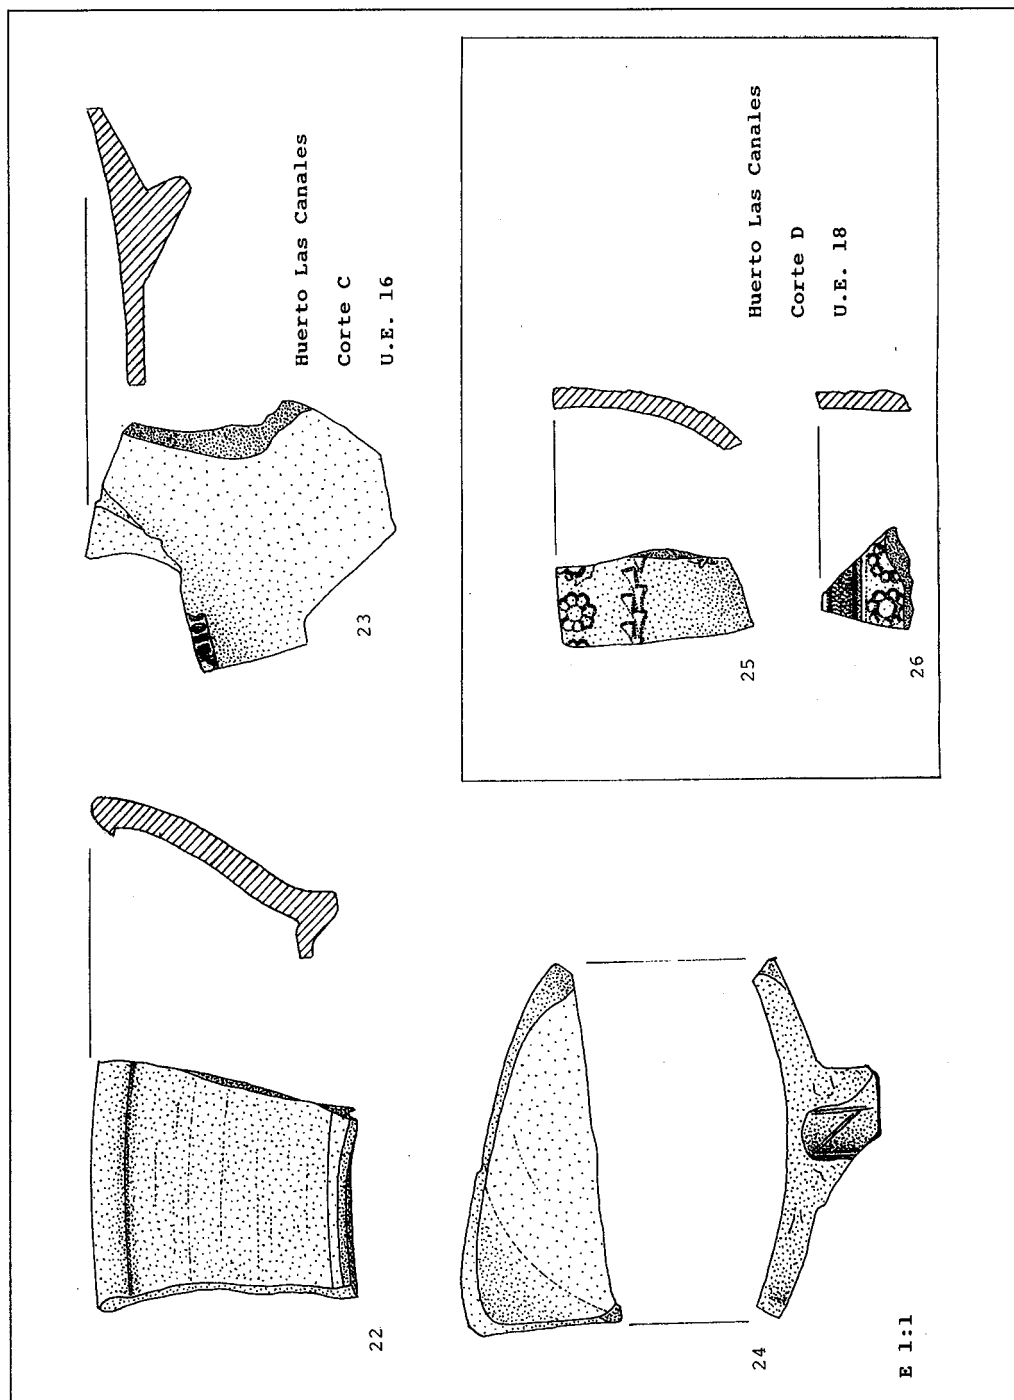 22
23
Huerto Las Canales
Corte C
U.E. 16
24
E 1:1
25
26
Huerto Las Canales
Corte D
U.E. 18